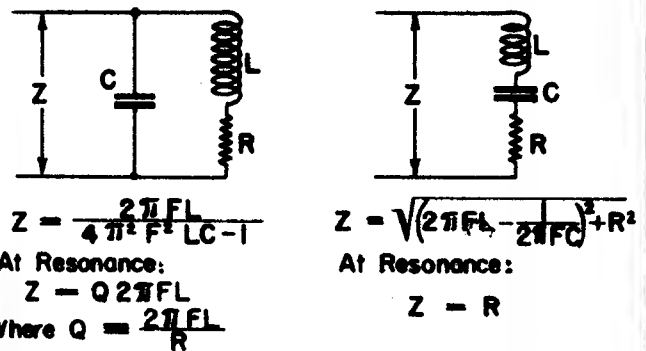 Z
C
L
R
Z
L
C
R
Z = 2πFL / 4π² F² LC - 1
At Resonance:
Z = Q 2πFL
Where Q = 2πFL / R
Z = √(2πFL - 1/2πFC)² + R²
At Resonance:
Z = R